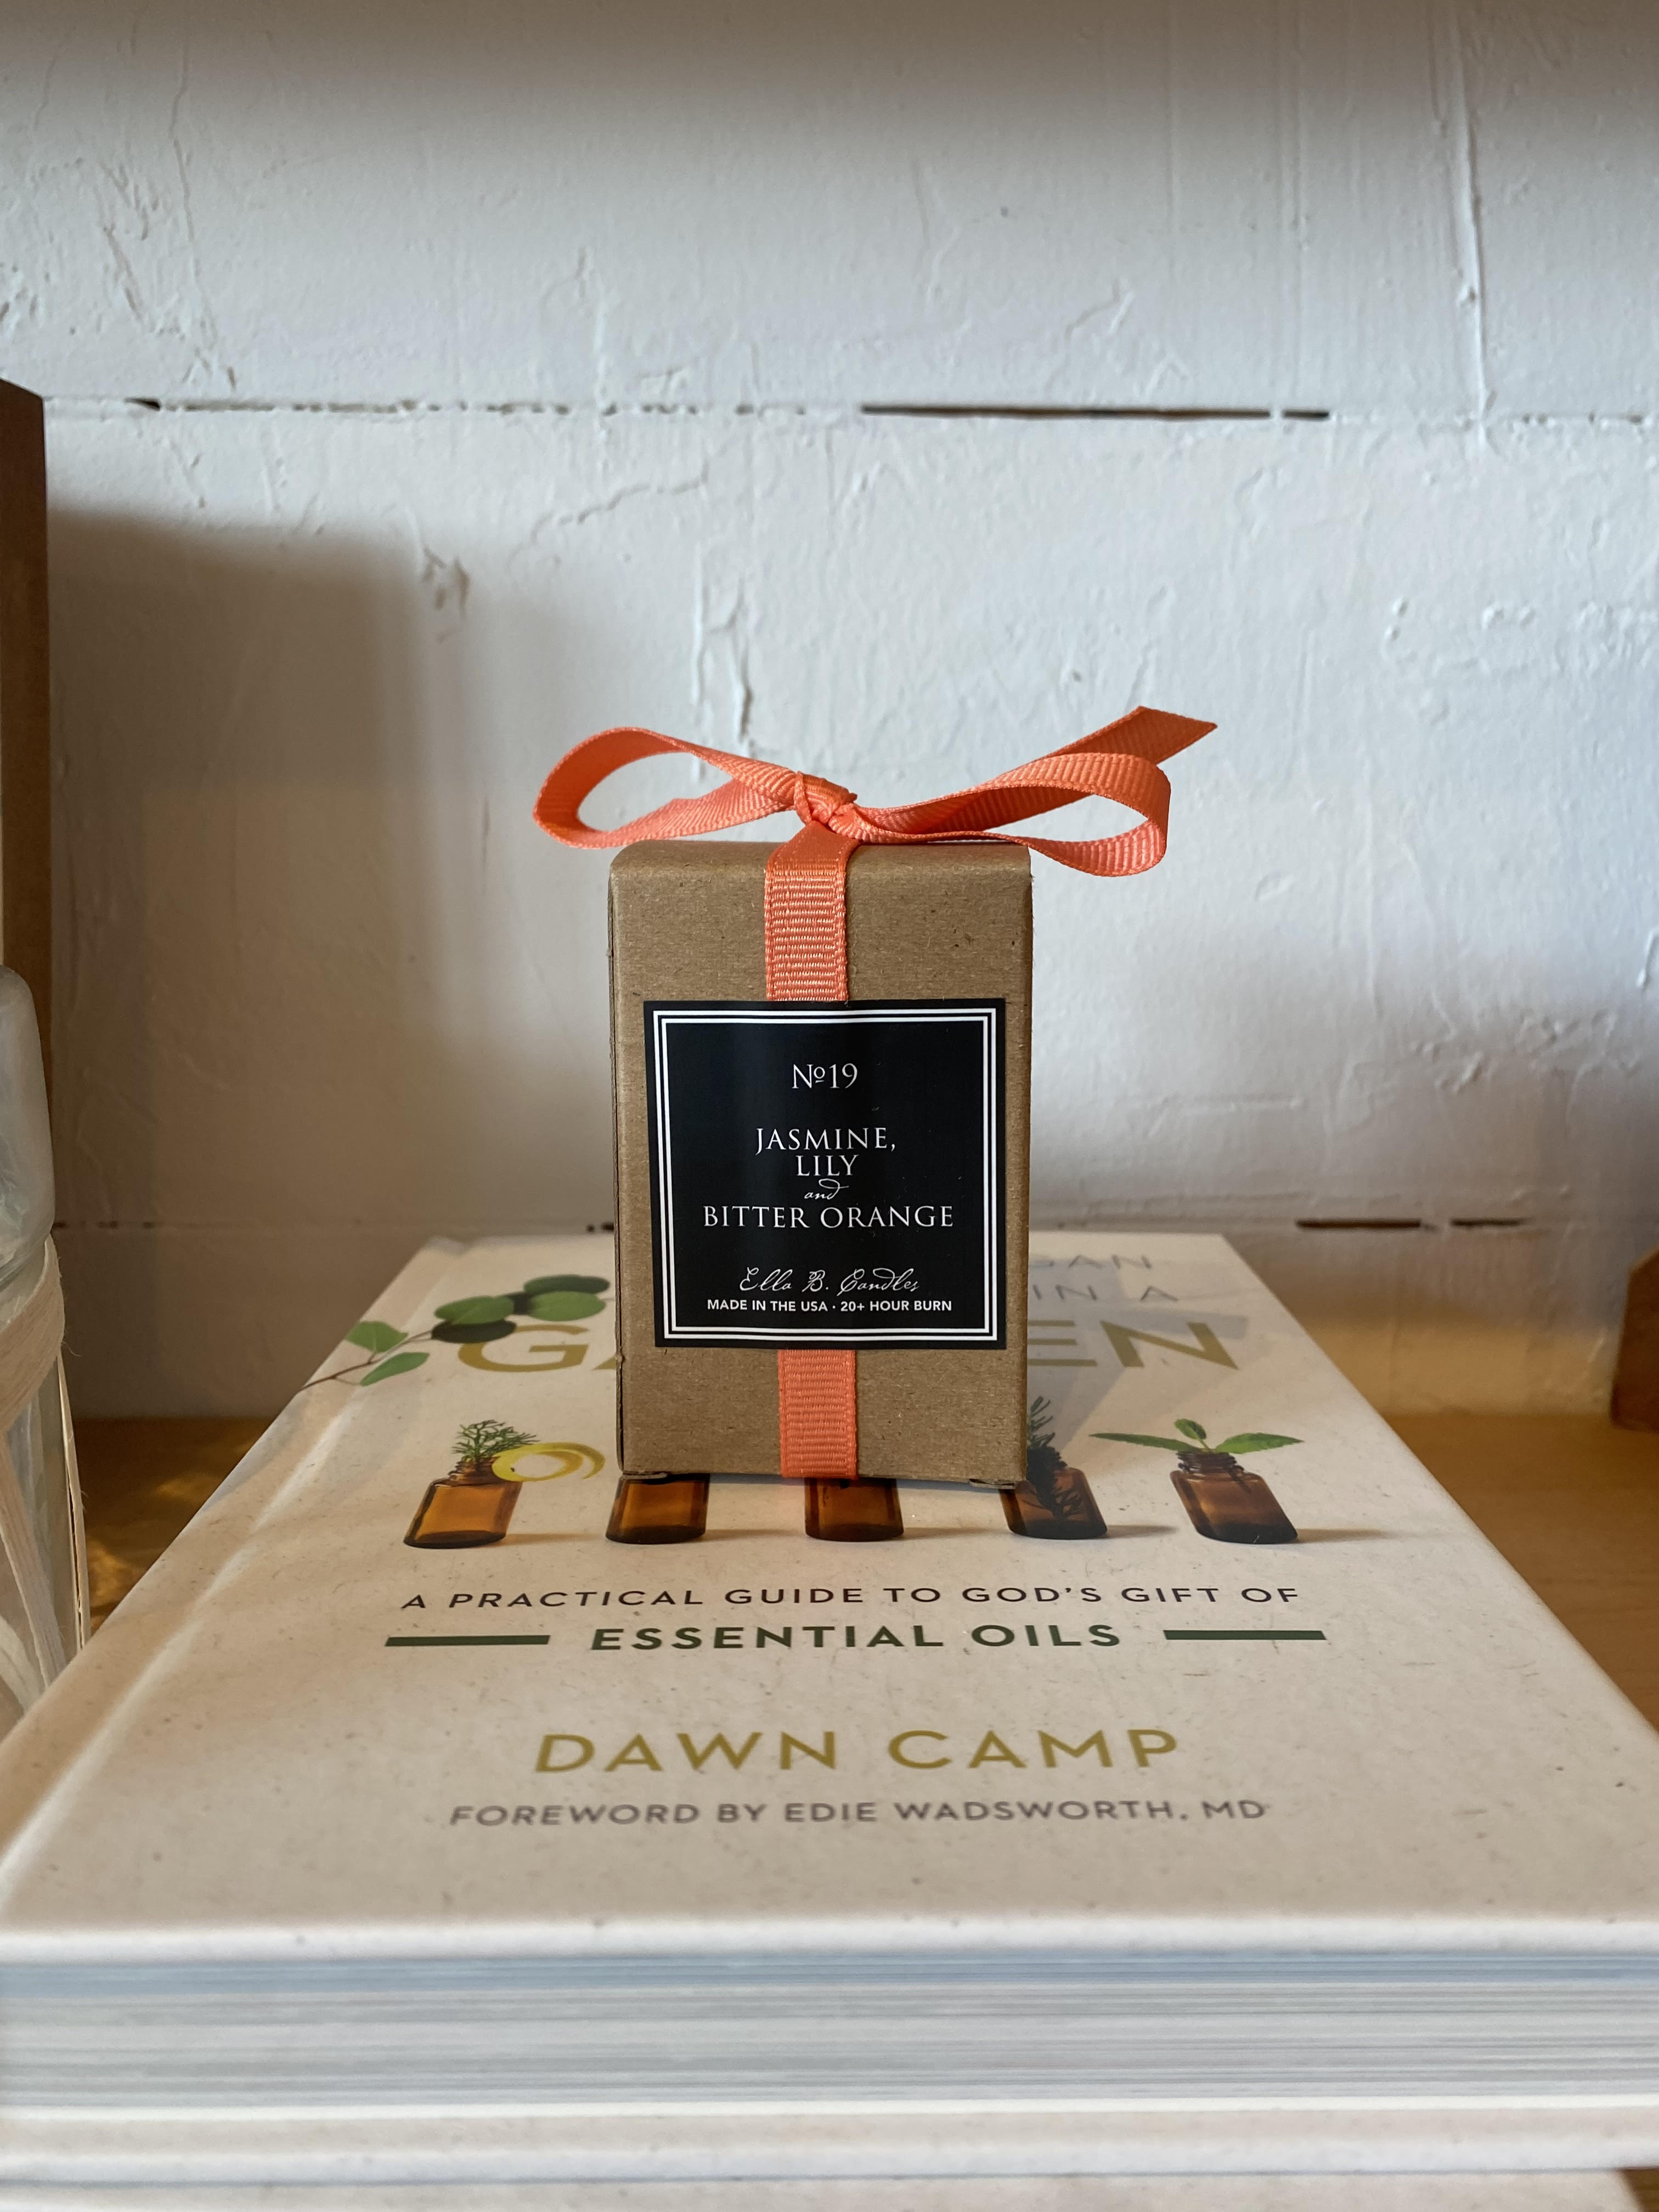 №19
JASMINE,
LILY
and
BITTER ORANGE
Ella B. Candles
MADE IN THE USA · 20+ HOUR BURN
IN A
A PRACTICAL GUIDE TO GOD'S GIFT OF
ESSENTIAL OILS
DAWN CAMP
FOREWORD BY EDIE WADSWORTH, MD